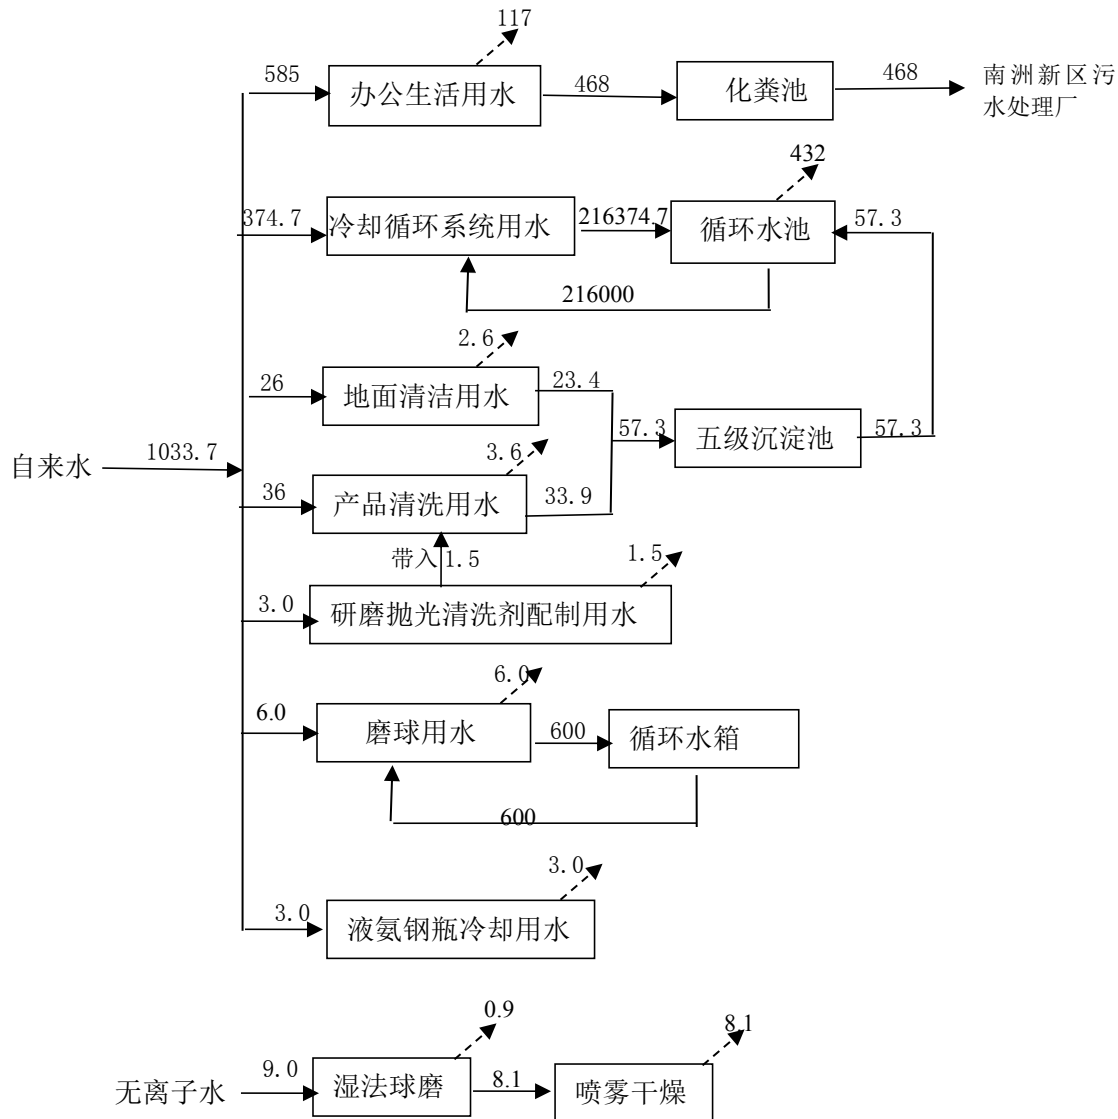 117
585
办公生活用水
468
化粪池
468
南洲新区污
水处理厂
432
374.7
冷却循环系统用水
216374.7
循环水池
57.3
216000
2.6
26
地面清洁用水
23.4
57.3
五级沉淀池
57.3
自来水
1033.7
3.6
36
产品清洗用水
33.9
带入 1.5
1.5
3.0
研磨抛光清洗剂配制用水
6.0
6.0
磨球用水
600
循环水箱
600
3.0
3.0
液氨钢瓶冷却用水
0.9
8.1
无离子水
9.0
湿法球磨
8.1
喷雾干燥